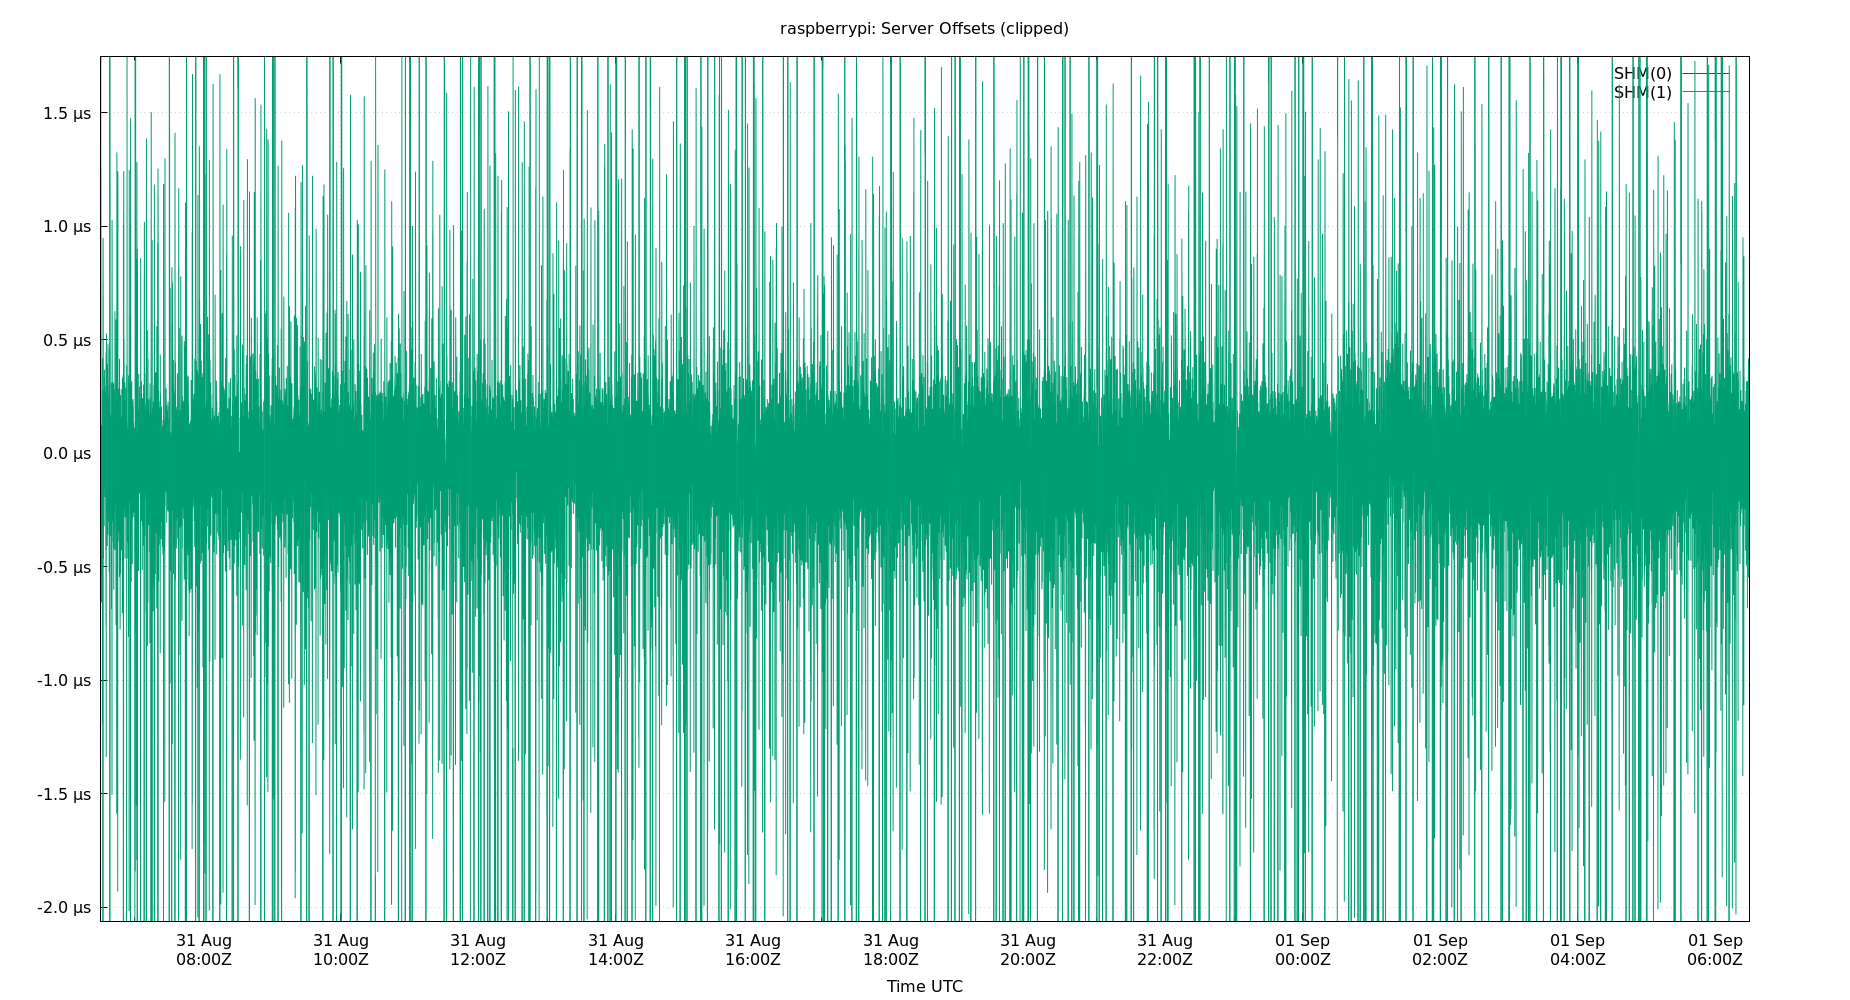 raspberrypi: Server Offsets (clipped)
SHM(0)
SHM(1)
1.5 µs
1.0 µs
0.5 µs
0.0 µs
-0.5 µs
-1.0 µs
-1.5 µs
-2.0 µs
31 Aug 31 Aug 31 Aug 31 Aug 31 Aug 31 Aug 31 Aug 31 Aug 01 Sep 01 Sep 01 Sep 01 Sep
08:00Z 10:00Z 12:00Z 14:00Z 16:00Z 18:00Z 20:00Z 22:00Z 00:00Z 02:00Z 04:00Z 06:00Z
Time UTC